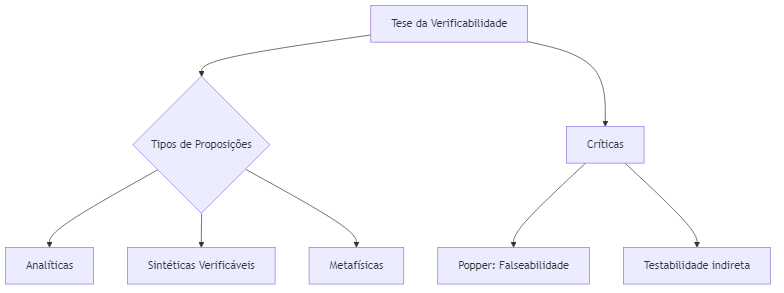 Tese da Verificabilidade
Tipos de Proposições
Críticas
Analíticas
Sintéticas Verificáveis
Metafísicas
Popper: Falseabilidade
Testabilidade indireta